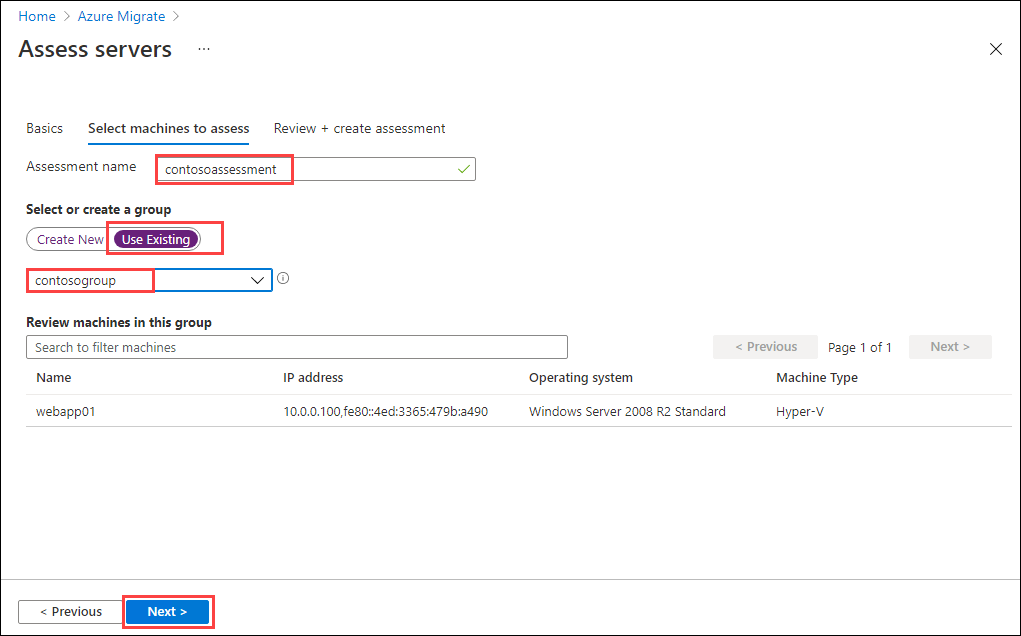 Home > Azure Migrate >
Assess servers ...
Basics Select machines to assess Review + create assessment
Assessment name contosoassessment
Select or create a group
Create New Use Existing
contosogroup
Review machines in this group
Search to filter machines < Previous Page 1 of 1 Next >
Name IP address Operating system Machine Type
webapp01 10.0.0.100,fe80::4ed:3365:479b:a490 Windows Server 2008 R2 Standard Hyper-V
< Previous Next >